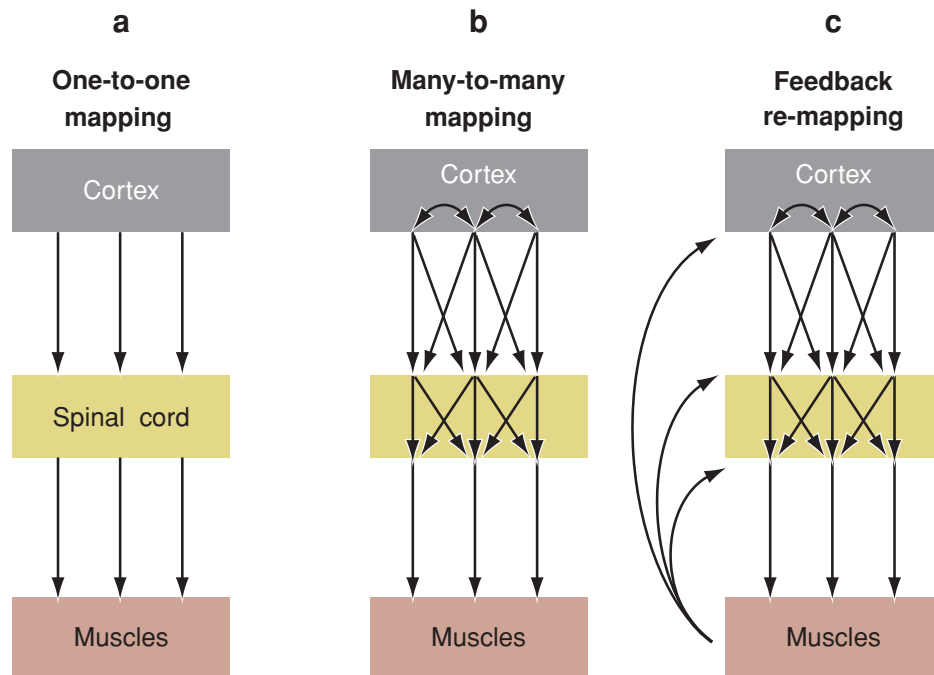 a
One-to-one
mapping
Cortex
Spinal cord
Muscles
b
Many-to-many
mapping
Cortex
Muscles
c
Feedback
re-mapping
Cortex
Muscles